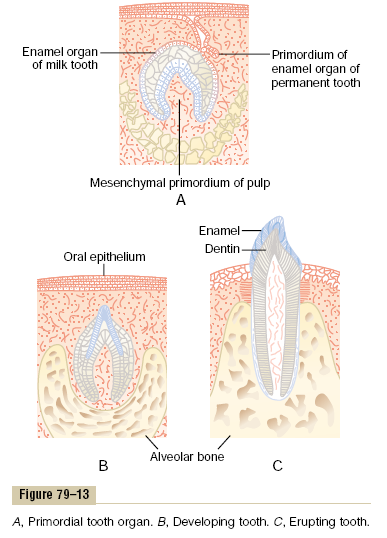 Enamel organ
of milk tooth
Primordium of
enamel organ of
permanent tooth
Mesenchymal primordium of pulp
A
Oral epithelium
Enamel
Dentin
Alveolar bone
B
C
Figure 79–13
A, Primordial tooth organ. B, Developing tooth. C, Erupting tooth.